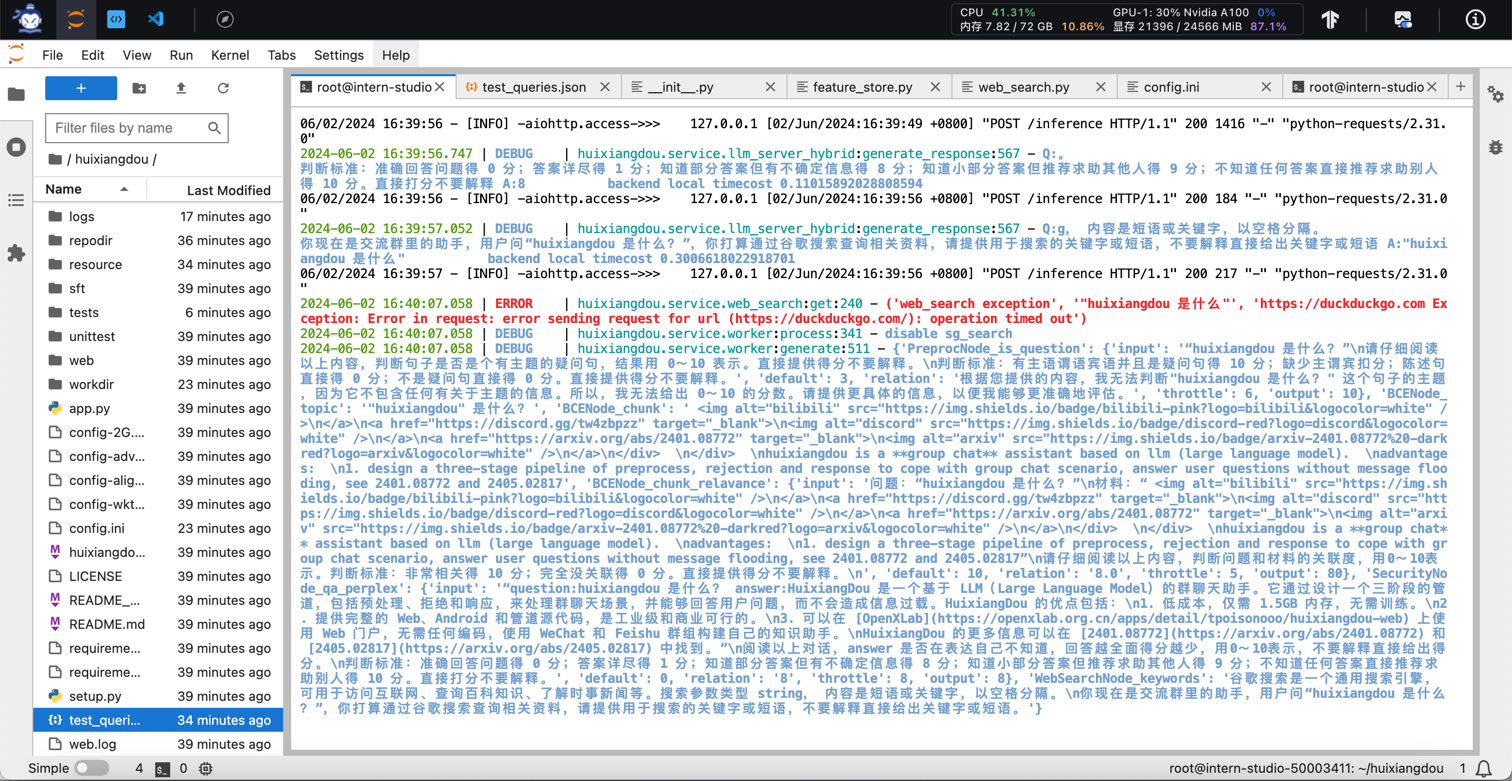 CPU 41.31% GPU-1: 30% Nvidia A100 0%
内存 7.82 / 72 GB 10.86% 显存 21396 / 24566 MiB 87.1%
File Edit View Run Kernel Tabs Settings Help
root@intern-studio test_queries.json __init__.py feature_store.py web_search.py config.ini root@intern-studio
Filter files by name
/ huixiangdou /
Name Last Modified
logs 17 minutes ago
repodir 36 minutes ago
resource 34 minutes ago
sft 39 minutes ago
tests 6 minutes ago
unittest 39 minutes ago
web 39 minutes ago
workdir 23 minutes ago
app.py 39 minutes ago
config-2G.... 39 minutes ago
config-adv... 39 minutes ago
config-alig... 39 minutes ago
config-wkt... 39 minutes ago
config.ini 23 minutes ago
huixiangdo... 39 minutes ago
LICENSE 39 minutes ago
README_... 39 minutes ago
README.md 39 minutes ago
requireme... 39 minutes ago
requireme... 39 minutes ago
setup.py 39 minutes ago
test_queri... 34 minutes ago
web.log 39 minutes ago
06/02/2024 16:39:56 - [INFO] -aiohttp.access->>>    127.0.0.1 [02/Jun/2024:16:39:49 +0800] "POST /inference HTTP/1.1" 200 1416 "-" "python-requests/2.31.
0"
2024-06-02 16:39:56.747 | DEBUG    | huixiangdou.service.llm_server_hybrid:generate_response:567 - Q:。
判断标准：准确回答问题得 0 分；答案详尽得 1 分；知道部分答案但有不确定信息得 8 分；知道小部分答案但推荐求助其他人得 9 分；不知道任何答案直接推荐求助别人
得 10 分。直接打分不要解释 A:8          backend local timecost 0.11015892028808594
06/02/2024 16:39:56 - [INFO] -aiohttp.access->>>    127.0.0.1 [02/Jun/2024:16:39:56 +0800] "POST /inference HTTP/1.1" 200 184 "-" "python-requests/2.31.0
"
2024-06-02 16:39:57.052 | DEBUG    | huixiangdou.service.llm_server_hybrid:generate_response:567 - Q:g， 内容是短语或关键字，以空格分隔。
你现在是交流群里的助手，用户问“huixiangdou 是什么？”，你打算通过谷歌搜索查询相关资料，请提供用于搜索的关键字或短语，不要解释直接给出关键字或短语 A:"huixi
angdou 是什么"          backend local timecost 0.3006618022918701
06/02/2024 16:39:57 - [INFO] -aiohttp.access->>>    127.0.0.1 [02/Jun/2024:16:39:56 +0800] "POST /inference HTTP/1.1" 200 217 "-" "python-requests/2.31.0
"
2024-06-02 16:40:07.058 | ERROR    | huixiangdou.service.web_search:get:240 - ('web_search exception', '"huixiangdou 是什么"', 'https://duckduckgo.com Ex
ception: Error in request: error sending request for url (https://duckduckgo.com/): operation timed out')
2024-06-02 16:40:07.058 | DEBUG    | huixiangdou.service.worker:process:341 - disable sg_search
2024-06-02 16:40:07.058 | DEBUG    | huixiangdou.service.worker:generate:511 - {'PreprocNode_is_question': {'input': '“huixiangdou 是什么？”\n请仔细阅读
以上内容，判断句子是否是个有主题的疑问句，结果用 0～10 表示。直接提供得分不要解释。\n判断标准：有主语谓语宾语并且是疑问句得 10 分；缺少主谓宾扣分；陈述句
直接得 0 分；不是疑问句直接得 0 分。直接提供得分不要解释。', 'default': 3, 'relation': '根据您提供的内容，我无法判断"huixiangdou 是什么？" 这个句子的主题
，因为它不包含任何有关于主题的信息。所以，我无法给出 0～10 的分数。请提供更具体的信息，以便我能够更准确地评估。', 'throttle': 6, 'output': 10}, 'BCENode_
topic': '"huixiangdou" 是什么？', 'BCENode_chunk': ' <img alt="bilibili" src="https://img.shields.io/badge/bilibili-pink?logo=bilibili&logocolor=white" /
>\n</a>\n<a href="https://discord.gg/tw4zbpzz" target="_blank">\n<img alt="discord" src="https://img.shields.io/badge/discord-red?logo=discord&logocolor=
white" />\n</a>\n<a href="https://arxiv.org/abs/2401.08772" target="_blank">\n<img alt="arxiv" src="https://img.shields.io/badge/arxiv-2401.08772%20-dark
red?logo=arxiv&logocolor=white" />\n</a>\n</div>  \n</div>  \nhuixiangdou is a **group chat** assistant based on llm (large language model).  \nadvantage
s:  \n1. design a three-stage pipeline of preprocess, rejection and response to cope with group chat scenario, answer user questions without message floo
ding, see 2401.08772 and 2405.02817', 'BCENode_chunk_relavance': {'input': '问题：“huixiangdou 是什么？”\n材料：“ <img alt="bilibili" src="https://img.sh
ields.io/badge/bilibili-pink?logo=bilibili&logocolor=white" />\n</a>\n<a href="https://discord.gg/tw4zbpzz" target="_blank">\n<img alt="discord" src="htt
ps://img.shields.io/badge/discord-red?logo=discord&logocolor=white" />\n</a>\n<a href="https://arxiv.org/abs/2401.08772" target="_blank">\n<img alt="arxi
v" src="https://img.shields.io/badge/arxiv-2401.08772%20-darkred?logo=arxiv&logocolor=white" />\n</a>\n</div>  \n</div>  \nhuixiangdou is a **group chat*
* assistant based on llm (large language model).  \nadvantages:  \n1. design a three-stage pipeline of preprocess, rejection and response to cope with gr
oup chat scenario, answer user questions without message flooding, see 2401.08772 and 2405.02817”\n请仔细阅读以上内容，判断问题和材料的关联度，用0～10表
示。判断标准：非常相关得 10 分；完全没关联得 0 分。直接提供得分不要解释。\n', 'default': 10, 'relation': '8.0', 'throttle': 5, 'output': 80}, 'SecurityNo
de_qa_perplex': {'input': '“question:huixiangdou 是什么？ answer:HuixiangDou 是一个基于 LLM (Large Language Model) 的群聊天助手。它通过设计一个三阶段的管
道，包括预处理、拒绝和响应，来处理群聊天场景，并能够回答用户问题，而不会造成信息过载。HuixiangDou 的优点包括：\n1. 低成本，仅需 1.5GB 内存，无需训练。\n2
. 提供完整的 Web、Android 和管道源代码，是工业级和商业可行的。\n3. 可以在 [OpenXLab](https://openxlab.org.cn/apps/detail/tpoisonooo/huixiangdou-web) 上使
用 Web 门户，无需任何编码，使用 WeChat 和 Feishu 群组构建自己的知识助手。\nHuixiangDou 的更多信息可以在 [2401.08772](https://arxiv.org/abs/2401.08772) 和
 [2405.02817](https://arxiv.org/abs/2405.02817) 中找到。”\n阅读以上对话，answer 是否在表达自己不知道，回答越全面得分越少，用0～10表示，不要解释直接给出得
分。\n判断标准：准确回答问题得 0 分；答案详尽得 1 分；知道部分答案但有不确定信息得 8 分；知道小部分答案但推荐求助其他人得 9 分；不知道任何答案直接推荐求
助别人得 10 分。直接打分不要解释。', 'default': 0, 'relation': '8', 'throttle': 8, 'output': 8}, 'WebSearchNode_keywords': '谷歌搜索是一个通用搜索引擎，
可用于访问互联网、查询百科知识、了解时事新闻等。搜索参数类型 string， 内容是短语或关键字，以空格分隔。\n你现在是交流群里的助手，用户问“huixiangdou 是什么
？”，你打算通过谷歌搜索查询相关资料，请提供用于搜索的关键字或短语，不要解释直接给出关键字或短语。'}
Simple 4 0 root@intern-studio-50003411: ~/huixiangdou 1